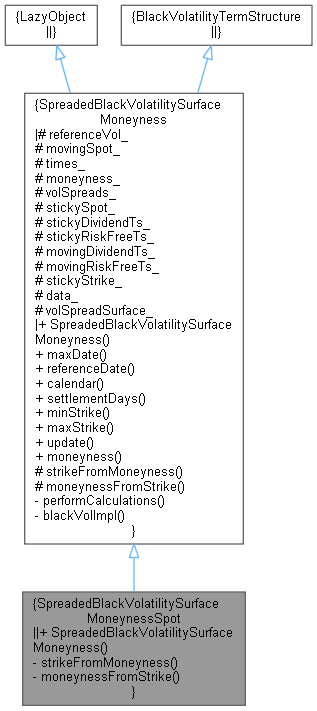 {LazyObject
||}
{BlackVolatilityTermStructure
||}
{SpreadedBlackVolatilitySurface
Moneyness
|# referenceVol_
# movingSpot_
# times_
# moneyness_
# volSpreads_
# stickySpot_
# stickyDividendTs_
# stickyRiskFreeTs_
# movingDividendTs_
# movingRiskFreeTs_
# stickyStrike_
# data_
# volSpreadSurface_
|+ SpreadedBlackVolatilitySurface
Moneyness()
+ maxDate()
+ referenceDate()
+ calendar()
+ settlementDays()
+ minStrike()
+ maxStrike()
+ update()
+ moneyness()
# strikeFromMoneyness()
# moneynessFromStrike()
- performCalculations()
- blackVolImpl()
}
{SpreadedBlackVolatilitySurface
MoneynessSpot
||+ SpreadedBlackVolatilitySurface
Moneyness()
- strikeFromMoneyness()
- moneynessFromStrike()
}